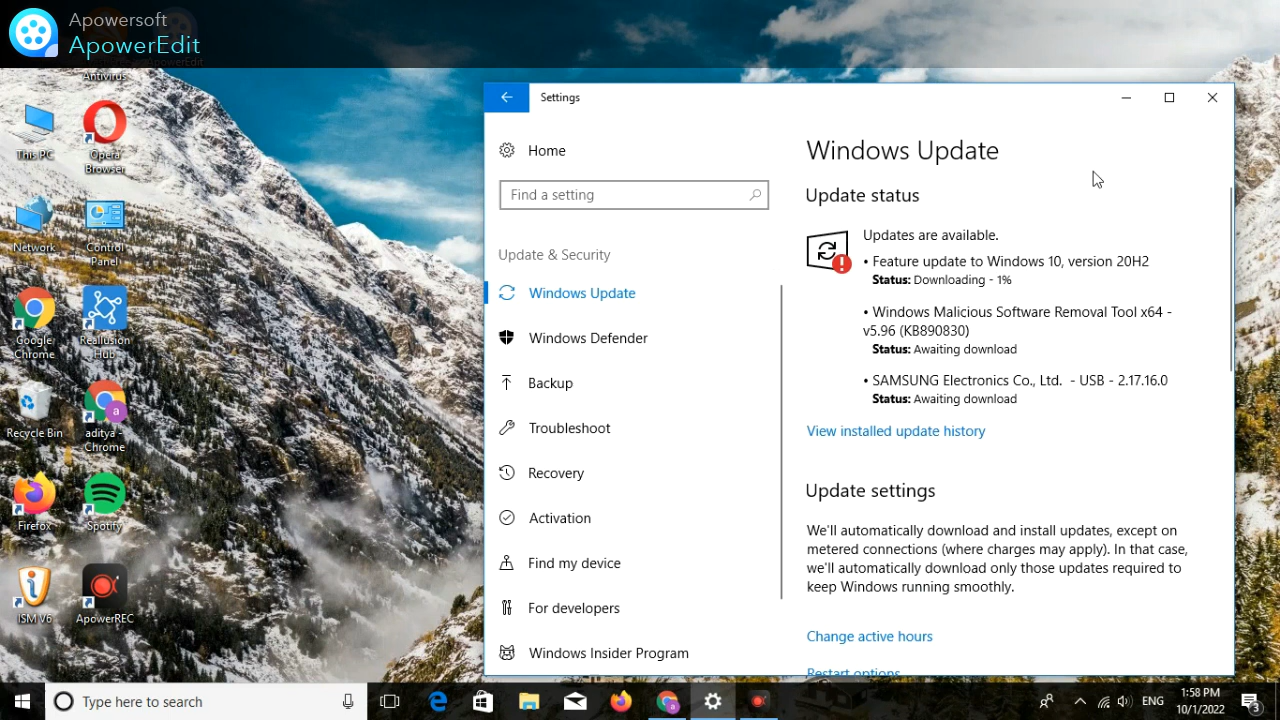 Apowersoft
ApowerEdit
Antivirus
ApowerEdit
This PC
Opera
Browser
Network
Control
Panel
Google
Chrome
Reallusion
Hub
Recycle Bin
aditya -
Chrome
Firefox
Spotify
ISM V6
ApowerREC
Settings
Home
Find a setting
Update & Security
Windows Update
Windows Defender
Backup
Troubleshoot
Recovery
Activation
Find my device
For developers
Windows Insider Program
Windows Update
Update status
Updates are available.
• Feature update to Windows 10, version 20H2
Status: Downloading - 1%
• Windows Malicious Software Removal Tool x64 -
v5.96 (KB890830)
Status: Awaiting download
• SAMSUNG Electronics Co., Ltd.  - USB - 2.17.16.0
Status: Awaiting download
View installed update history
Update settings
We'll automatically download and install updates, except on
metered connections (where charges may apply). In that case,
we'll automatically download only those updates required to
keep Windows running smoothly.
Change active hours
Restart options
Type here to search
ENG
1:58 PM
10/1/2022
3